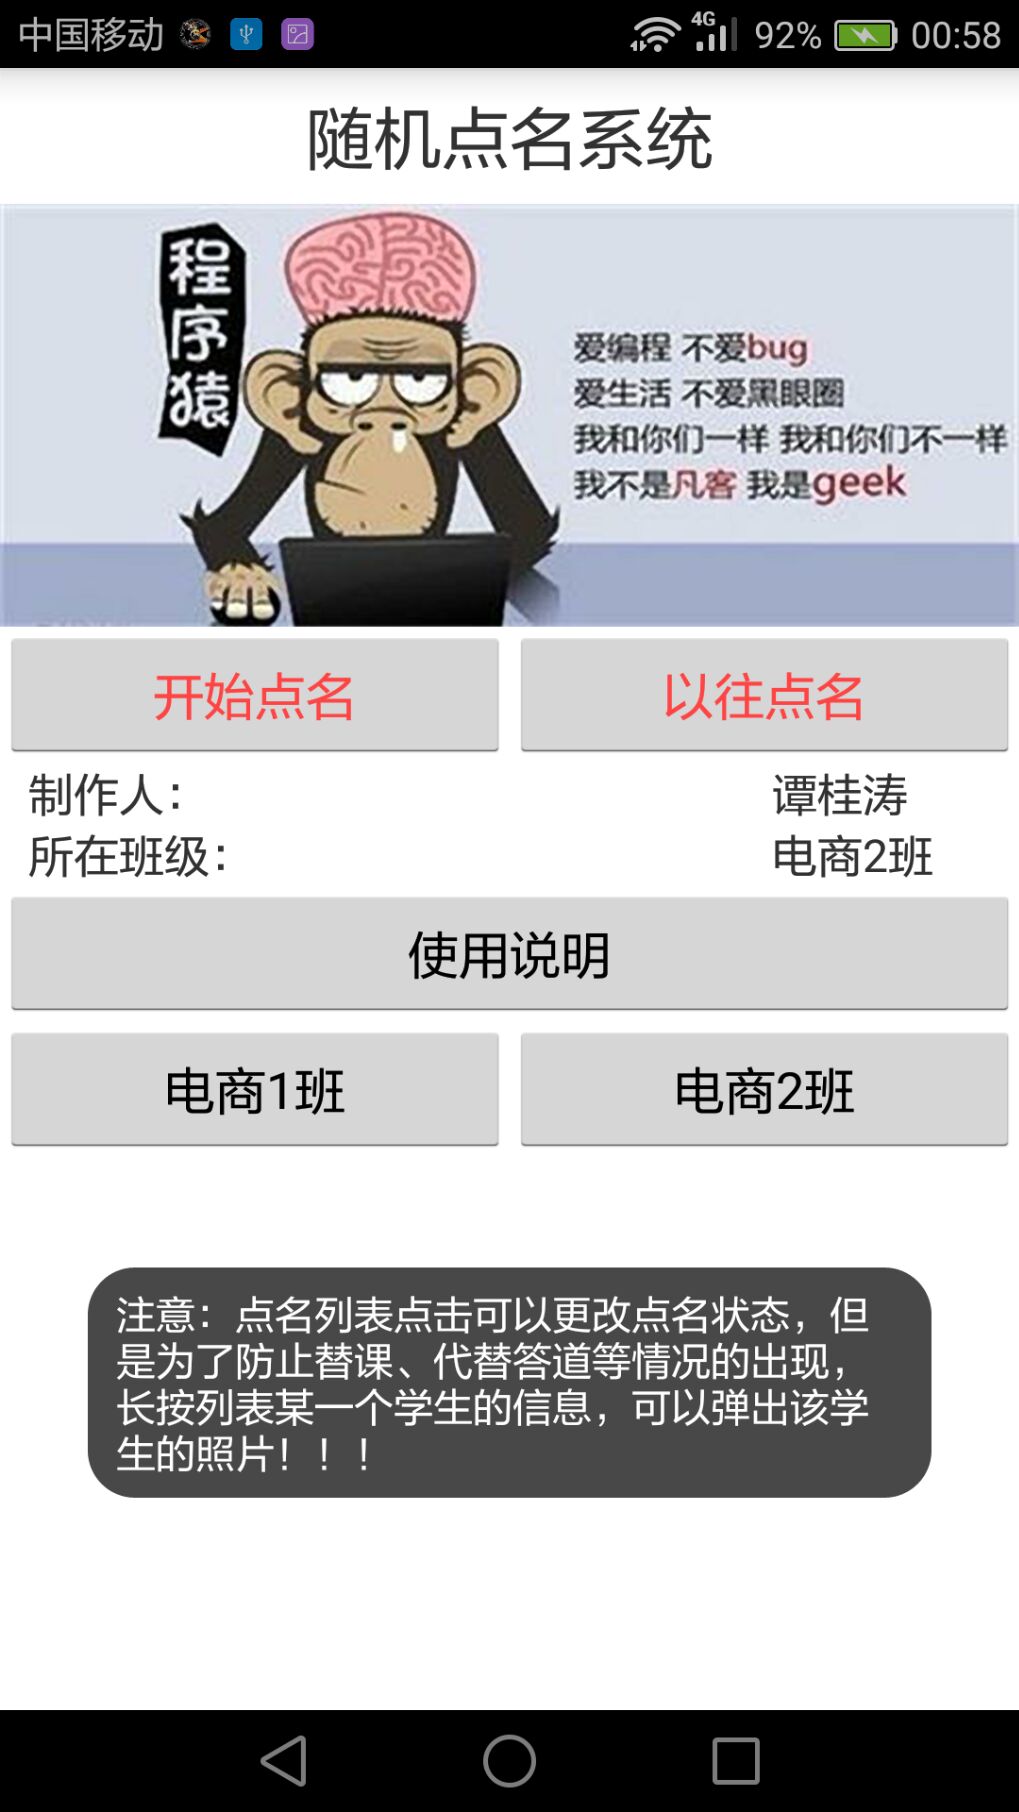 中国移动 4G 92% 00:58
随机点名系统
程序猿
爱编程 不爱bug
爱生活 不爱黑眼圈
我和你们一样 我和你们不一样
我不是凡客 我是geek
开始点名 以往点名
制作人： 谭桂涛
所在班级： 电商2班
使用说明
电商1班 电商2班
注意：点名列表点击可以更改点名状态，但
是为了防止替课、代替答道等情况的出现，
长按列表某一个学生的信息，可以弹出该学
生的照片！！！